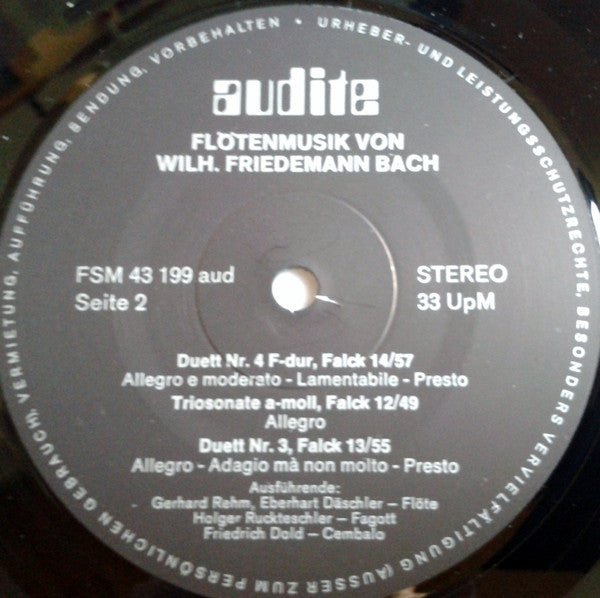 URHEBER- UND LEISTUNGSSCHUTZRECHTE, BESONDERS VERVIELFÄLTIGUNG (AUSSER ZUM PERSÖNLICHEN GEBRAUCH), VERMIETUNG, AUFFÜHRUNG, SENDUNG, VORBEHALTEN •
audite
FLÖTENMUSIK VON
WILH. FRIEDEMANN BACH
FSM 43 199 aud
STEREO
Seite 2
33 UpM
Duett Nr. 4 F-dur, Falck 14/57
Allegro e moderato - Lamentabile - Presto
Triosonate a-moll, Falck 12/49
Allegro
Duett Nr. 3, Falck 13/55
Allegro - Adagio mà non molto - Presto
Ausführende:
Gerhard Rehm, Eberhart Däschler – Flöte
Holger Ruckteschler – Fagott
Friedrich Dold – Cembalo